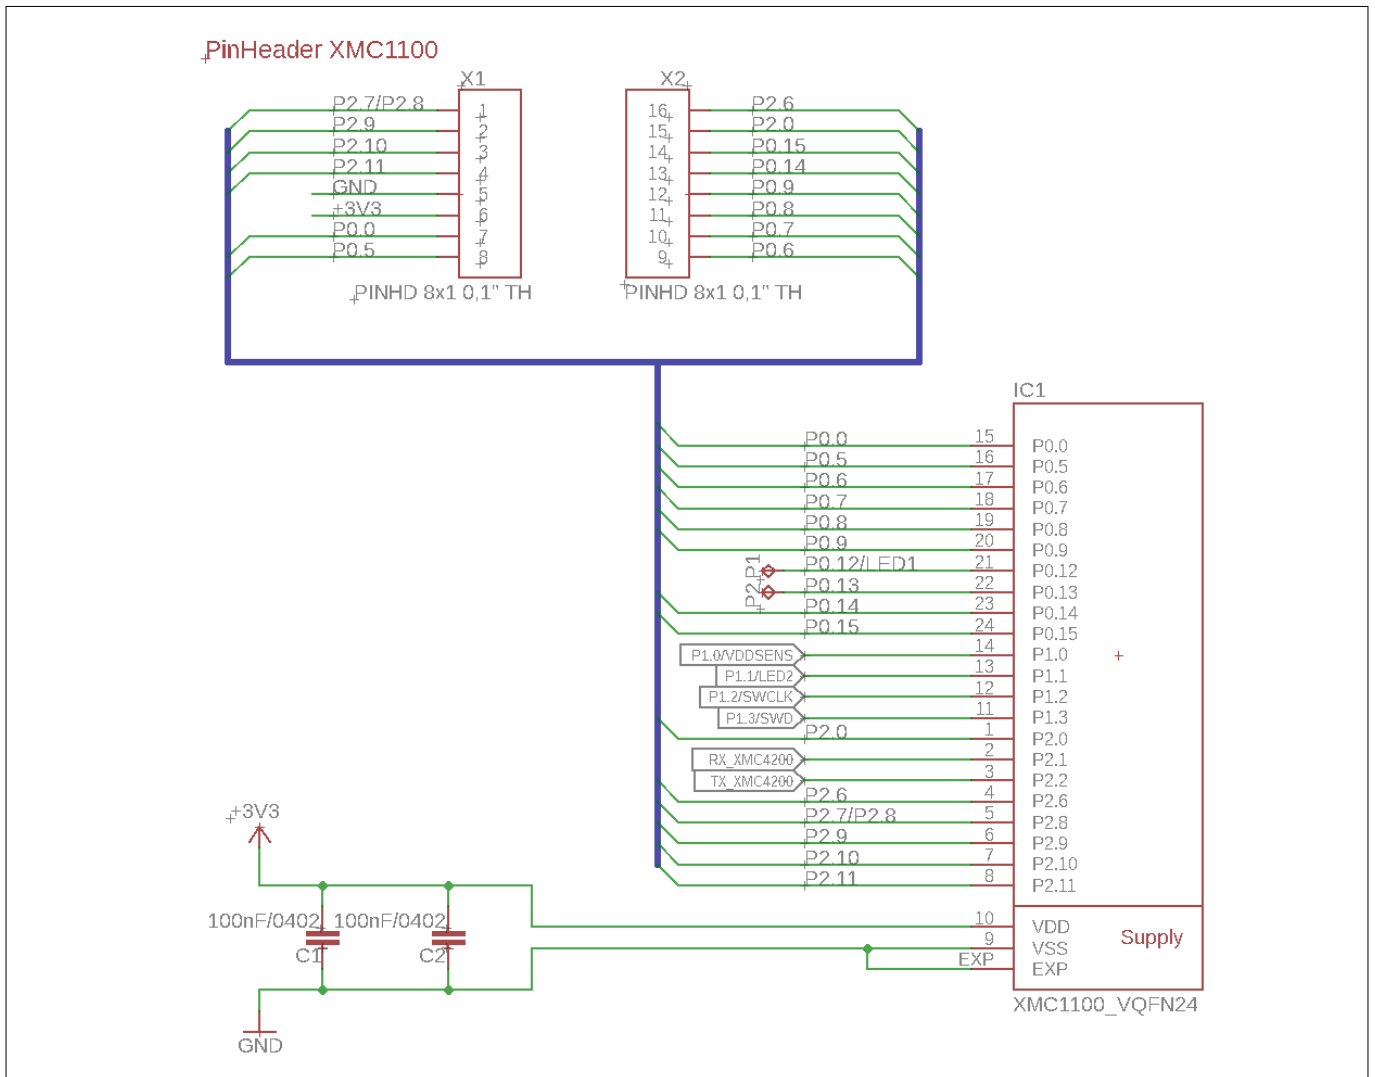 PinHeader XMC1100
X1
X2
P2.7/P2.8 1
P2.9 2
P2.10 3
P2.11 4
GND 5
+3V3 6
P0.0 7
P0.5 8
PINHD 8x1 0,1" TH
16 P2.6
15 P2.0
14 P0.15
13 P0.14
12 P0.9
11 P0.8
10 P0.7
9 P0.6
PINHD 8x1 0,1" TH
IC1
P0.0 15 P0.0
P0.5 16 P0.5
P0.6 17 P0.6
P0.7 18 P0.7
P0.8 19 P0.8
P0.9 20 P0.9
P1 P0.12/LED1 21 P0.12
P2 P0.13 22 P0.13
P0.14 23 P0.14
P0.15 24 P0.15
P1.0/VDDSENS 14 P1.0
P1.1/LED2 13 P1.1
P1.2/SWCLK 12 P1.2
P1.3/SWD 11 P1.3
P2.0 1 P2.0
RX_XMC4200 2 P2.1
TX_XMC4200 3 P2.2
P2.6 4 P2.6
P2.7/P2.8 5 P2.8
P2.9 6 P2.9
P2.10 7 P2.10
P2.11 8 P2.11
10 VDD
9 VSS
EXP EXP
Supply
XMC1100_VQFN24
+3V3
100nF/0402 100nF/0402
C1 C2
GND